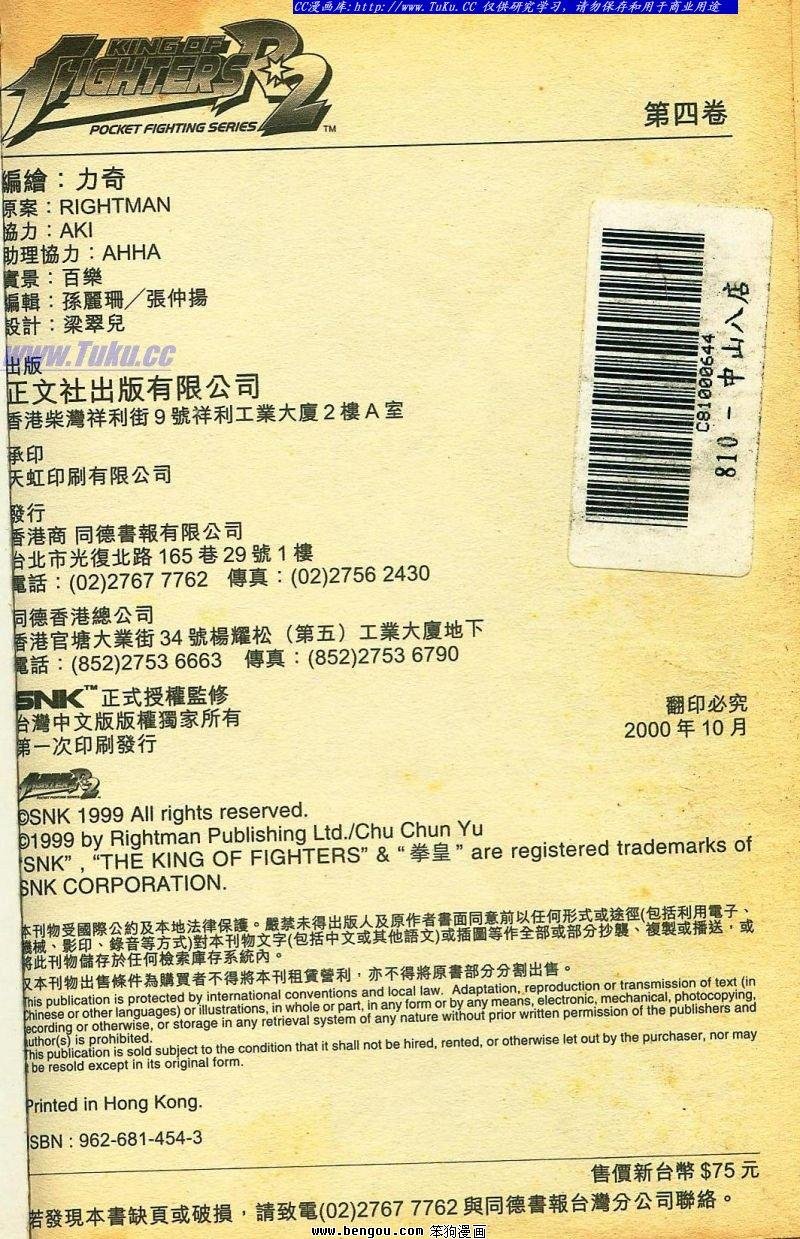 CC漫画库:http://www.TuKu.CC 仅供研究学习，请勿保存和用于商业用途
KING OF
FIGHTERS R2
POCKET FIGHTING SERIES ™
第四卷
編繪：力奇
原案：RIGHTMAN
協力：AKI
助理協力：AHHA
實景：百樂
編輯：孫麗珊／張仲揚
設計：梁翠兒
www.Tuku.cc
出版
正文社出版有限公司
香港柴灣祥利街9號祥利工業大廈2樓A室
承印
天虹印刷有限公司
發行
香港商 同德書報有限公司
台北市光復北路165巷29號1樓
電話：(02)2767 7762 傳真：(02)2756 2430
同德香港總公司
香港官塘大業街34號楊耀松（第五）工業大廈地下
電話：(852)2753 6663 傳真：(852)2753 6790
C81000644
810 - 中山八店
SNK™正式授權監修
台灣中文版版權獨家所有
第一次印刷發行
翻印必究
2000年10月
©SNK 1999 All rights reserved.
©1999 by Rightman Publishing Ltd./Chu Chun Yu
"SNK" , "THE KING OF FIGHTERS" & "拳皇" are registered trademarks of
SNK CORPORATION.
本刊物受國際公約及本地法律保護。嚴禁未得出版人及原作者書面同意前以任何形式或途徑(包括利用電子、
機械、影印、錄音等方式)對本刊物文字(包括中文或其他語文)或插圖等作全部或部分抄襲、複製或播送，或
將此刊物儲存於任何檢索庫存系統內。
又本刊物出售條件為購買者不得將本刊租賃營利，亦不得將原書部分分割出售。
This publication is protected by international conventions and local law. Adaptation, reproduction or transmission of text (in
Chinese or other languages) or illustrations, in whole or part, in any form or by any means, electronic, mechanical, photocopying,
recording or otherwise, or storage in any retrieval system of any nature without prior written permission of the publishers and
author(s) is prohibited.
This publication is sold subject to the condition that it shall not be hired, rented, or otherwise let out by the purchaser, nor may
it be resold except in its original form.
Printed in Hong Kong.
ISBN : 962-681-454-3
售價新台幣$75元
若發現本書缺頁或破損，請致電(02)2767 7762與同德書報台灣分公司聯絡。
www.bengou.com 笨狗漫画